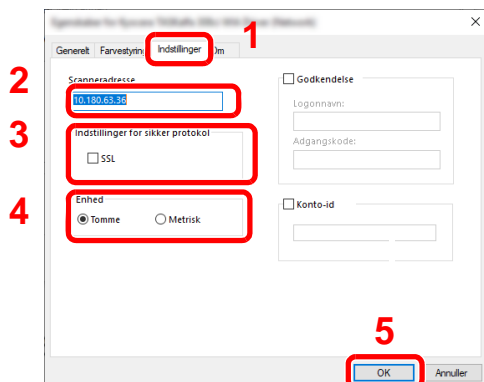 1
Generelt Farvestyring Indstillinger Om
2
Scanneradresse
10.180.63.36
3
Indstillinger for sikker protokol
SSL
4
Enhed
Tomme Metrisk
Godkendelse
Logonnavn:
Adgangskode:
Konto-id
5
OK Annuller